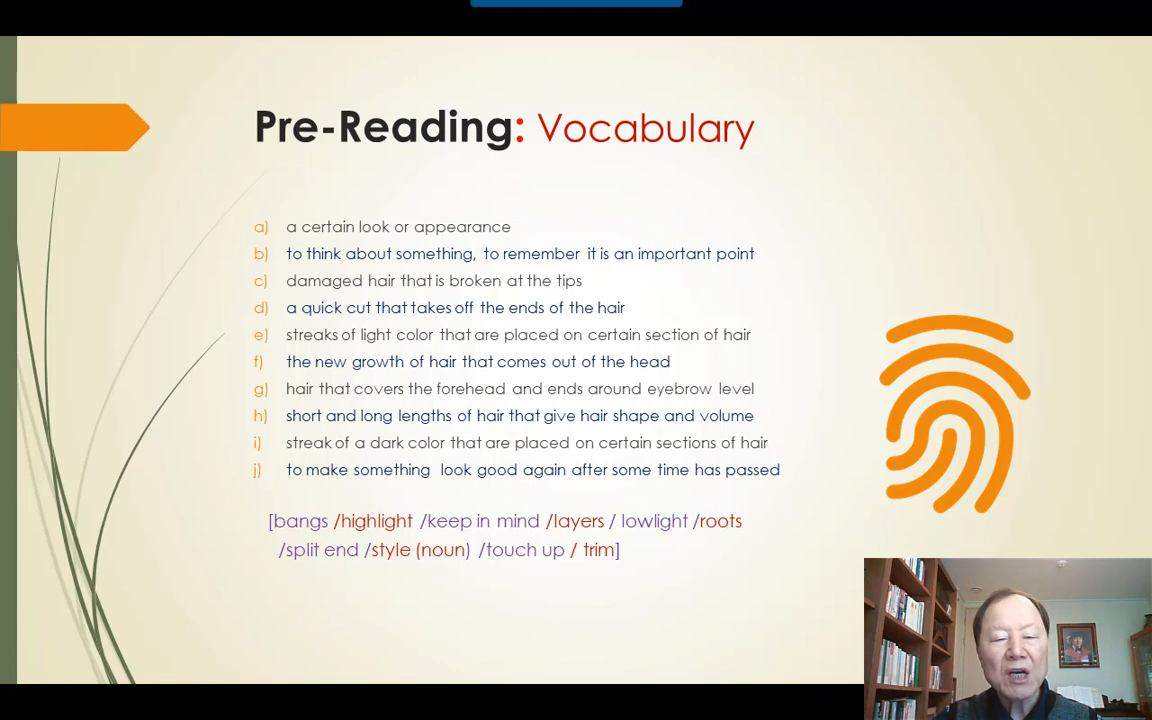 Pre-Reading: Vocabulary
a) a certain look or appearance
b) to think about something, to remember it is an important point
c) damaged hair that is broken at the tips
d) a quick cut that takes off the ends of the hair
e) streaks of light color that are placed on certain section of hair
f) the new growth of hair that comes out of the head
g) hair that covers the forehead and ends around eyebrow level
h) short and long lengths of hair that give hair shape and volume
i) streak of a dark color that are placed on certain sections of hair
j) to make something look good again after some time has passed
[bangs /highlight /keep in mind /layers / lowlight /roots
/split end /style (noun) /touch up / trim]